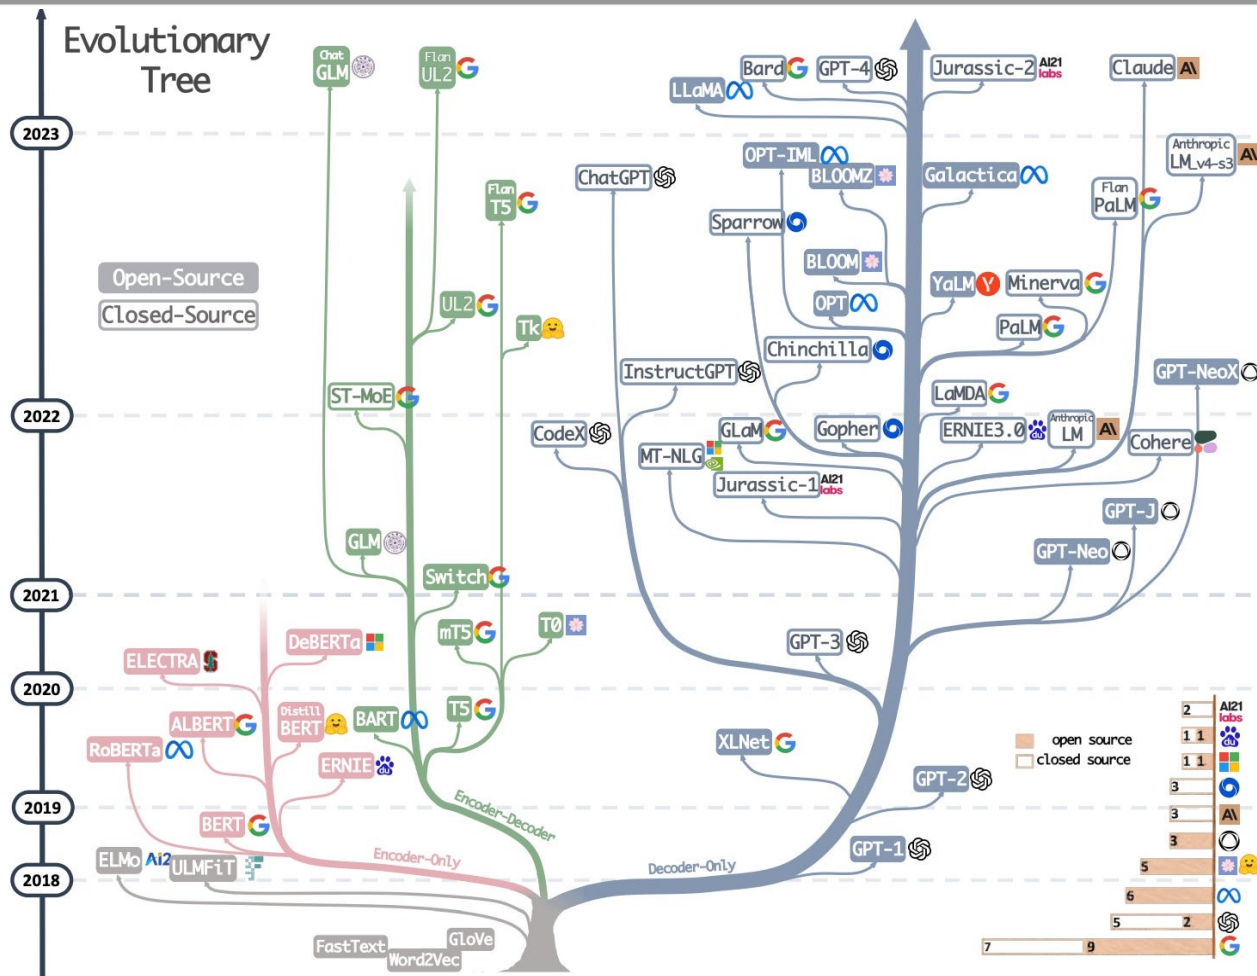 Evolutionary
Tree
Open-Source
Closed-Source
2023
2022
2021
2020
2019
2018
Chat
GLM
Flan
UL2
Flan
T5
UL2
Tk
ST-MoE
GLM
Switch
mT5
T0
BART
T5
Encoder-Decoder
DeBERTa
ELECTRA
ALBERT
Distill
BERT
RoBERTa
ERNIE
BERT
Encoder-Only
ELMo
Ai2
ULMFiT
FastText
Word2Vec
GloVe
Bard
GPT-4
Jurassic-2
AI21
labs
Claude
LLaMA
OPT-IML
BLOOMZ
ChatGPT
Galactica
Anthropic
LM_v4-s3
Flan
PaLM
Sparrow
BLOOM
YaLM
Minerva
OPT
PaLM
Chinchilla
InstructGPT
GPT-NeoX
LaMDA
CodeX
GLaM
Gopher
ERNIE3.0
Anthropic
LM
Cohere
MT-NLG
Jurassic-1
AI21
labs
GPT-J
GPT-Neo
GPT-3
XLNet
GPT-2
GPT-1
Decoder-Only
open source
closed source
2
AI21
labs
1 1
du
1 1
3
3
3
5
6
5 2
7 9